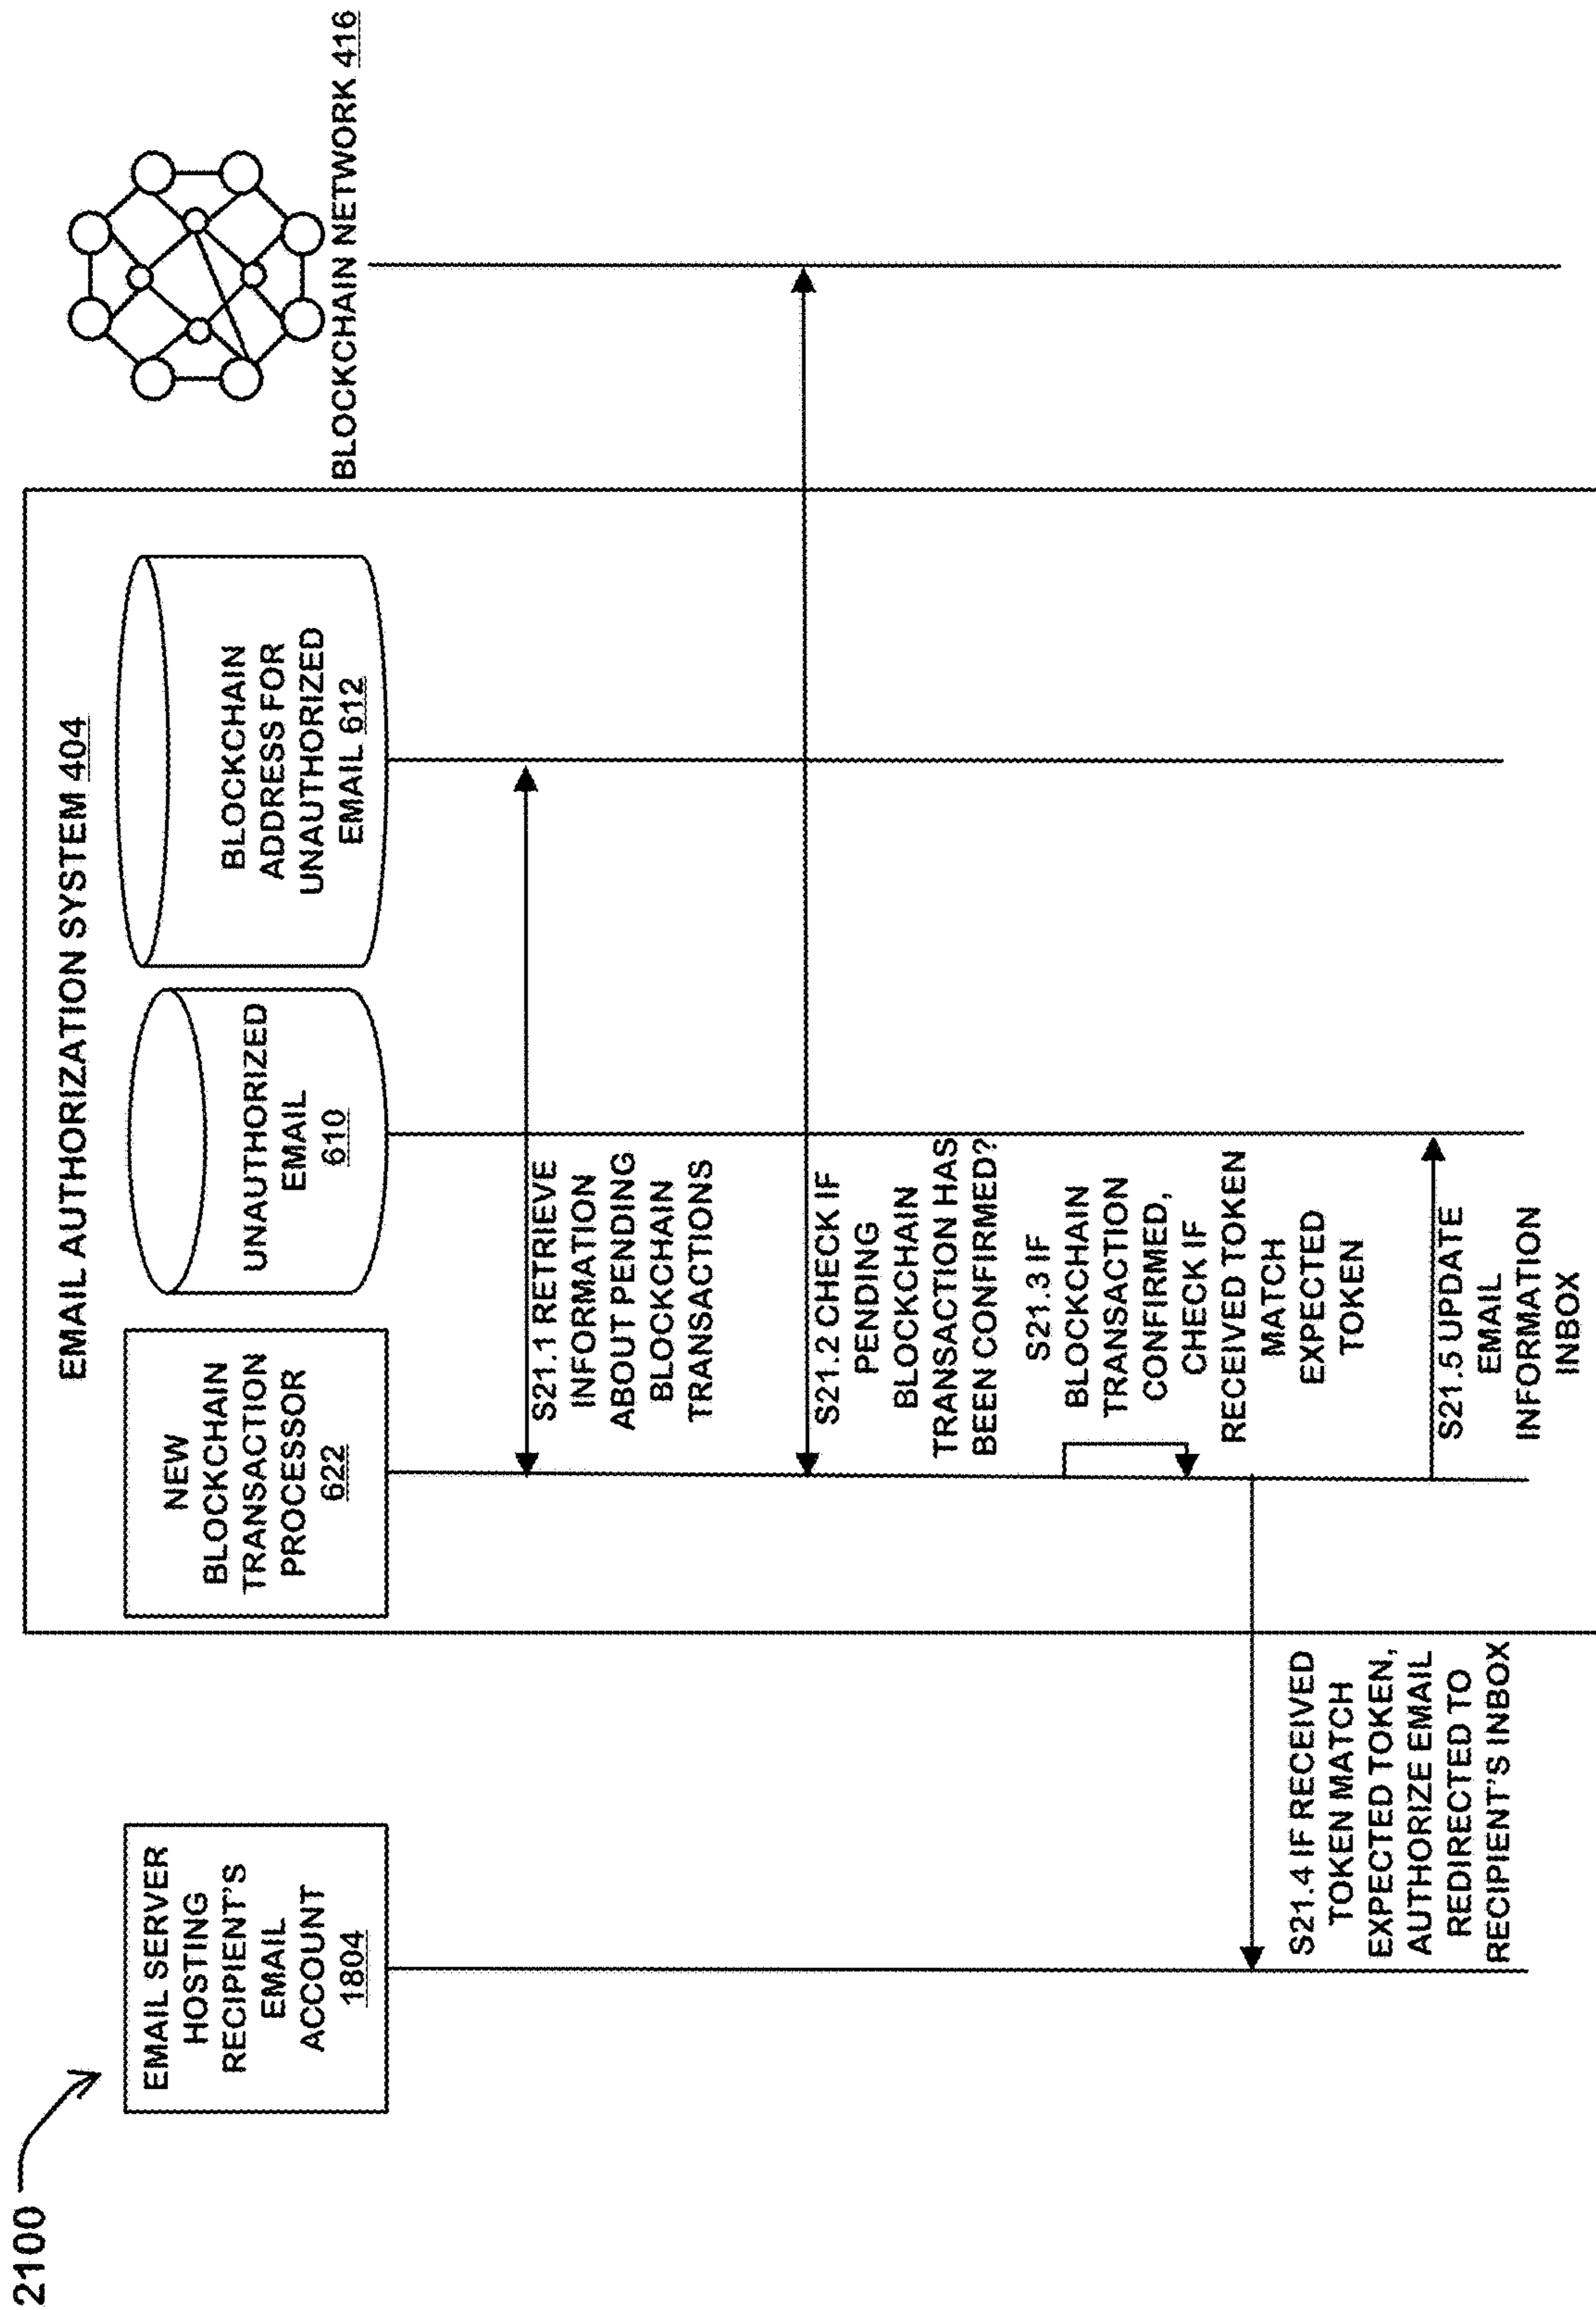 2100
EMAIL AUTHORIZATION SYSTEM 404
EMAIL SERVER
HOSTING
RECIPIENT'S
EMAIL
ACCOUNT
1804
NEW
BLOCKCHAIN
TRANSACTION
PROCESSOR
622
UNAUTHORIZED
EMAIL
610
BLOCKCHAIN
ADDRESS FOR
UNAUTHORIZED
EMAIL 612
BLOCKCHAIN NETWORK 416
S21.1 RETRIEVE
INFORMATION
ABOUT PENDING
BLOCKCHAIN
TRANSACTIONS
S21.2 CHECK IF
PENDING
BLOCKCHAIN
TRANSACTION HAS
BEEN CONFIRMED?
S21.3 IF
BLOCKCHAIN
TRANSACTION
CONFIRMED,
CHECK IF
RECEIVED TOKEN
MATCH
EXPECTED
TOKEN
S21.4 IF RECEIVED
TOKEN MATCH
EXPECTED TOKEN,
AUTHORIZE EMAIL
REDIRECTED TO
RECIPIENT'S INBOX
S21.5 UPDATE
EMAIL
INFORMATION
INBOX